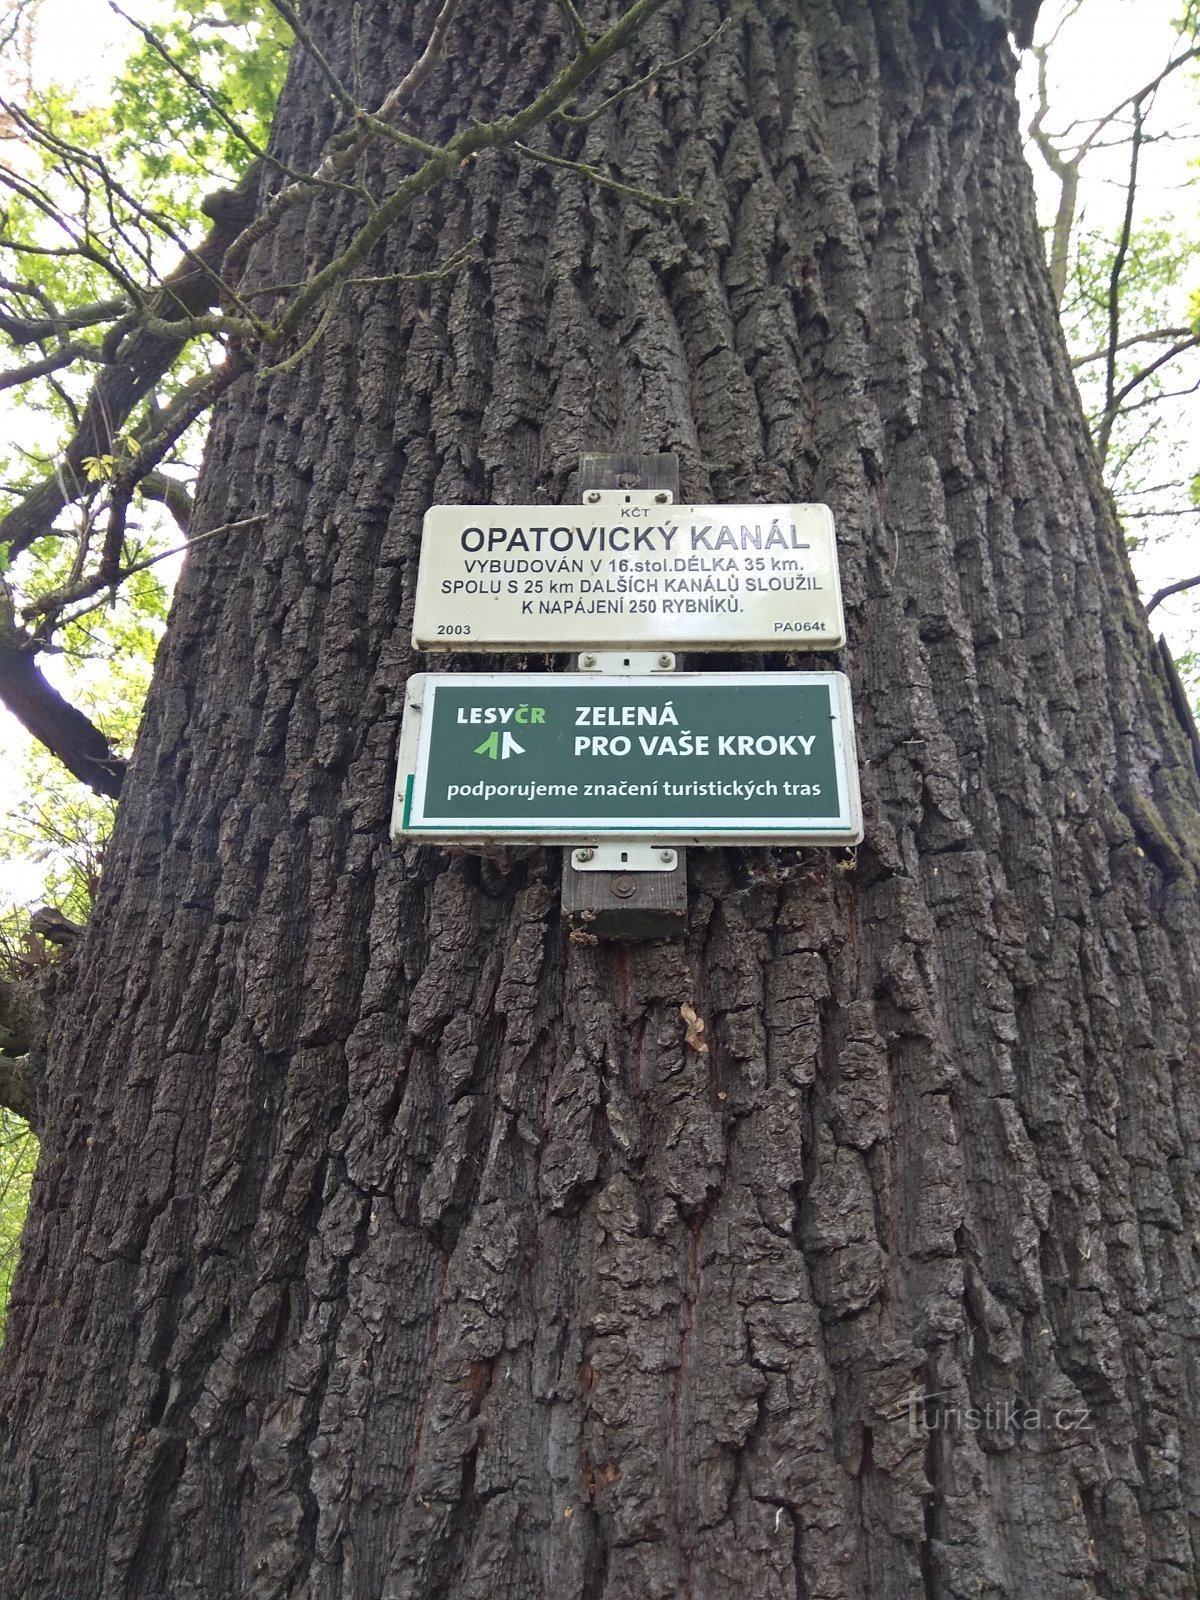 KČT
OPATOVICKÝ KANÁL
VYBUDOVÁN V 16.stol.DÉLKA 35 km.
SPOLU S 25 km DALŠÍCH KANÁLŮ SLOUŽIL
K NAPÁJENÍ 250 RYBNÍKŮ.
2003 PA064t
LESYČR
ZELENÁ
PRO VAŠE KROKY
podporujeme značení turistických tras
Turistika.cz